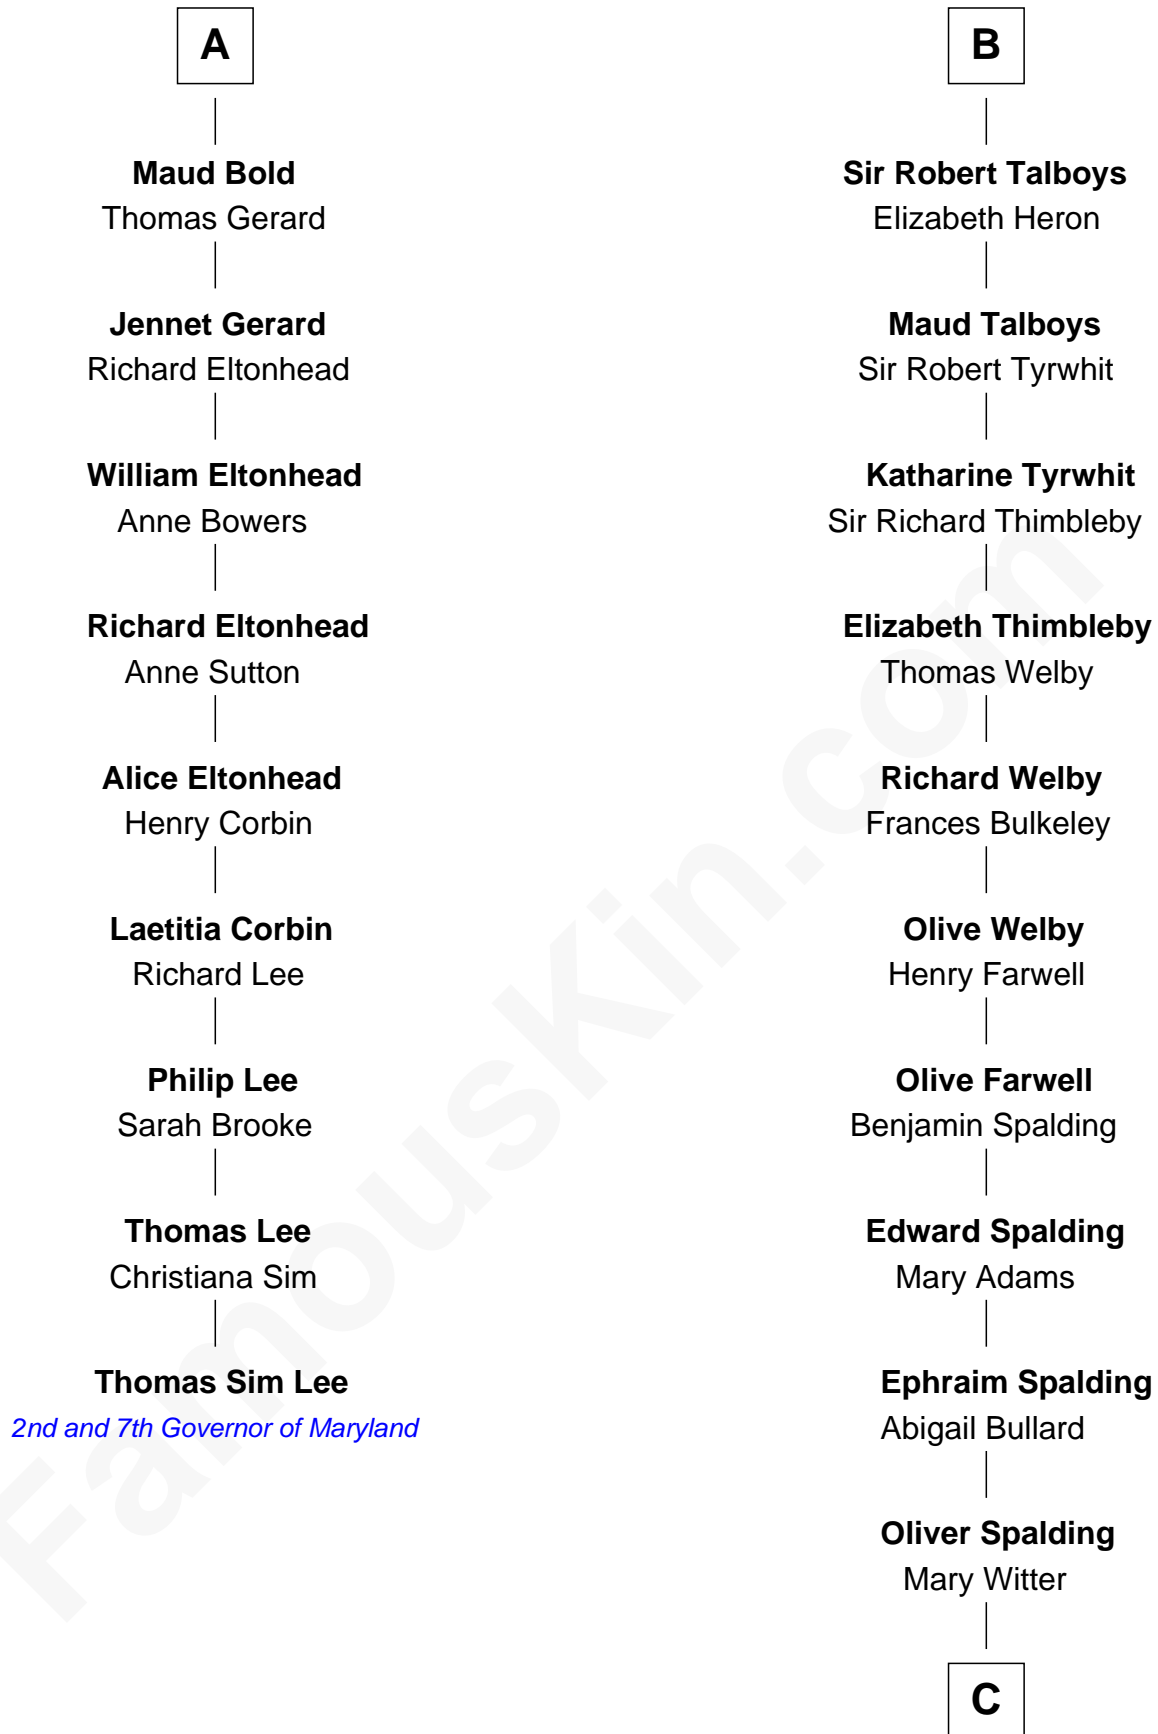 A
Maud Bold
Thomas Gerard
Jennet Gerard
Richard Eltonhead
William Eltonhead
Anne Bowers
Richard Eltonhead
Anne Sutton
Alice Eltonhead
Henry Corbin
Laetitia Corbin
Richard Lee
Philip Lee
Sarah Brooke
Thomas Lee
Christiana Sim
Thomas Sim Lee
2nd and 7th Governor of Maryland
B
Sir Robert Talboys
Elizabeth Heron
Maud Talboys
Sir Robert Tyrwhit
Katharine Tyrwhit
Sir Richard Thimbleby
Elizabeth Thimbleby
Thomas Welby
Richard Welby
Frances Bulkeley
Olive Welby
Henry Farwell
Olive Farwell
Benjamin Spalding
Edward Spalding
Mary Adams
Ephraim Spalding
Abigail Bullard
Oliver Spalding
Mary Witter
C
FamousKin.com